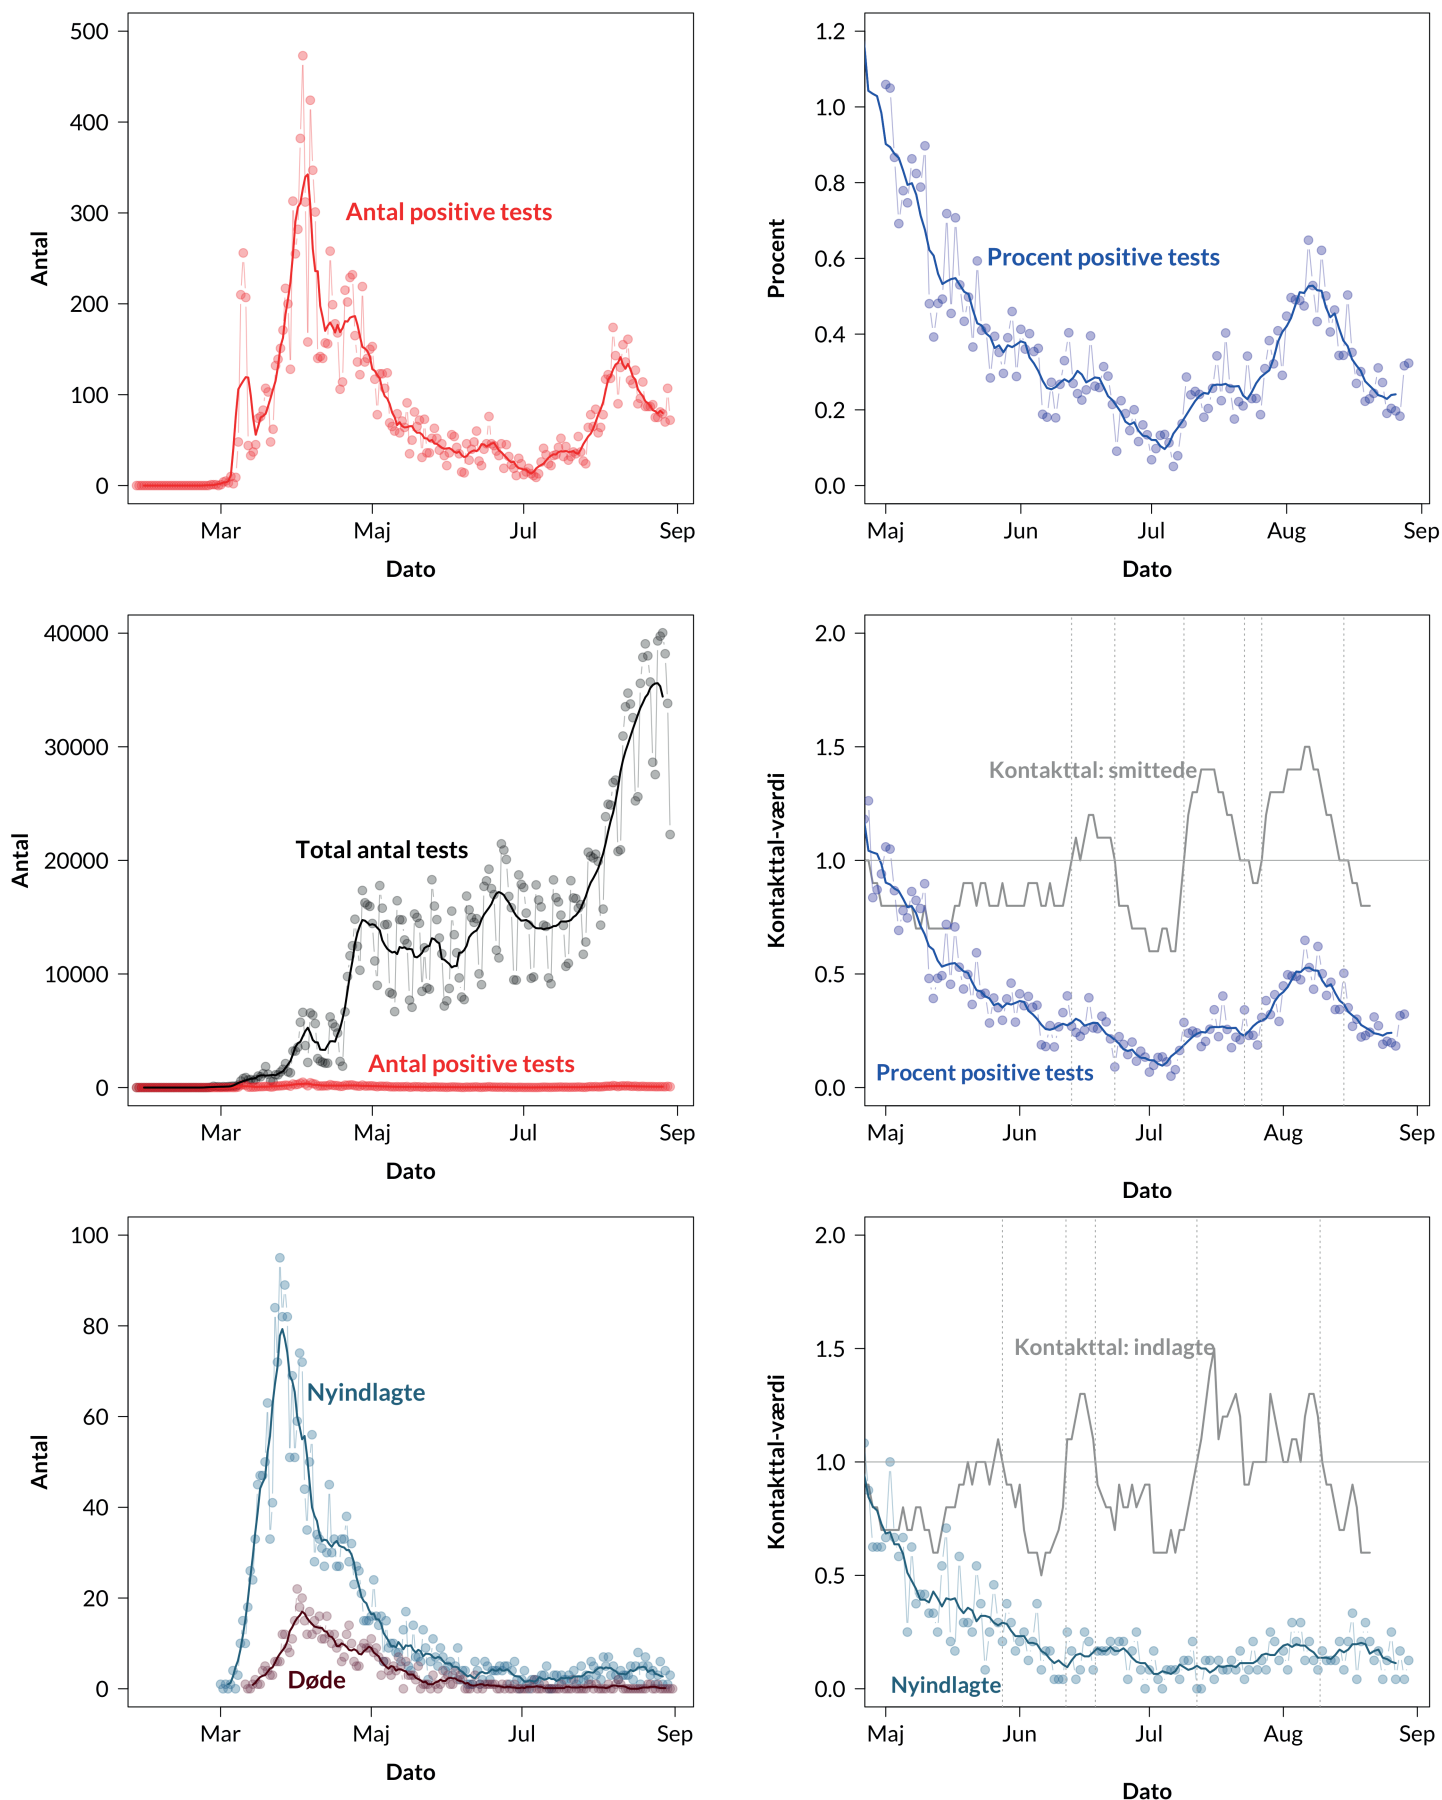 500
400
300
200
100
0
Antal
Antal positive tests
Mar Maj Jul Sep
Dato
1.2
1.0
0.8
0.6
0.4
0.2
0.0
Procent
Procent positive tests
Maj Jun Jul Aug Sep
Dato
40000
30000
20000
10000
0
Antal
Total antal tests
Antal positive tests
Mar Maj Jul Sep
Dato
2.0
1.5
1.0
0.5
0.0
Kontakttal-værdi
Kontakttal: smittede
Procent positive tests
Maj Jun Jul Aug Sep
Dato
100
80
60
40
20
0
Antal
Nyindlagte
Døde
Mar Maj Jul Sep
Dato
2.0
1.5
1.0
0.5
0.0
Kontakttal-værdi
Kontakttal: indlagte
Nyindlagte
Maj Jun Jul Aug Sep
Dato